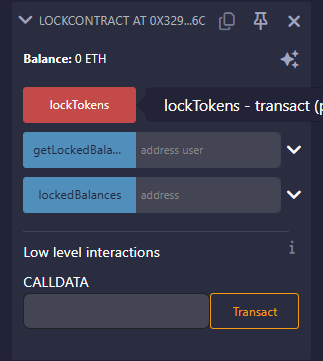 LOCKCONTRACT AT 0X329...6C
Balance: 0 ETH
lockTokens
lockTokens - transact (
getLockedBala...
address user
lockedBalances
address
Low level interactions
i
CALLDATA
Transact